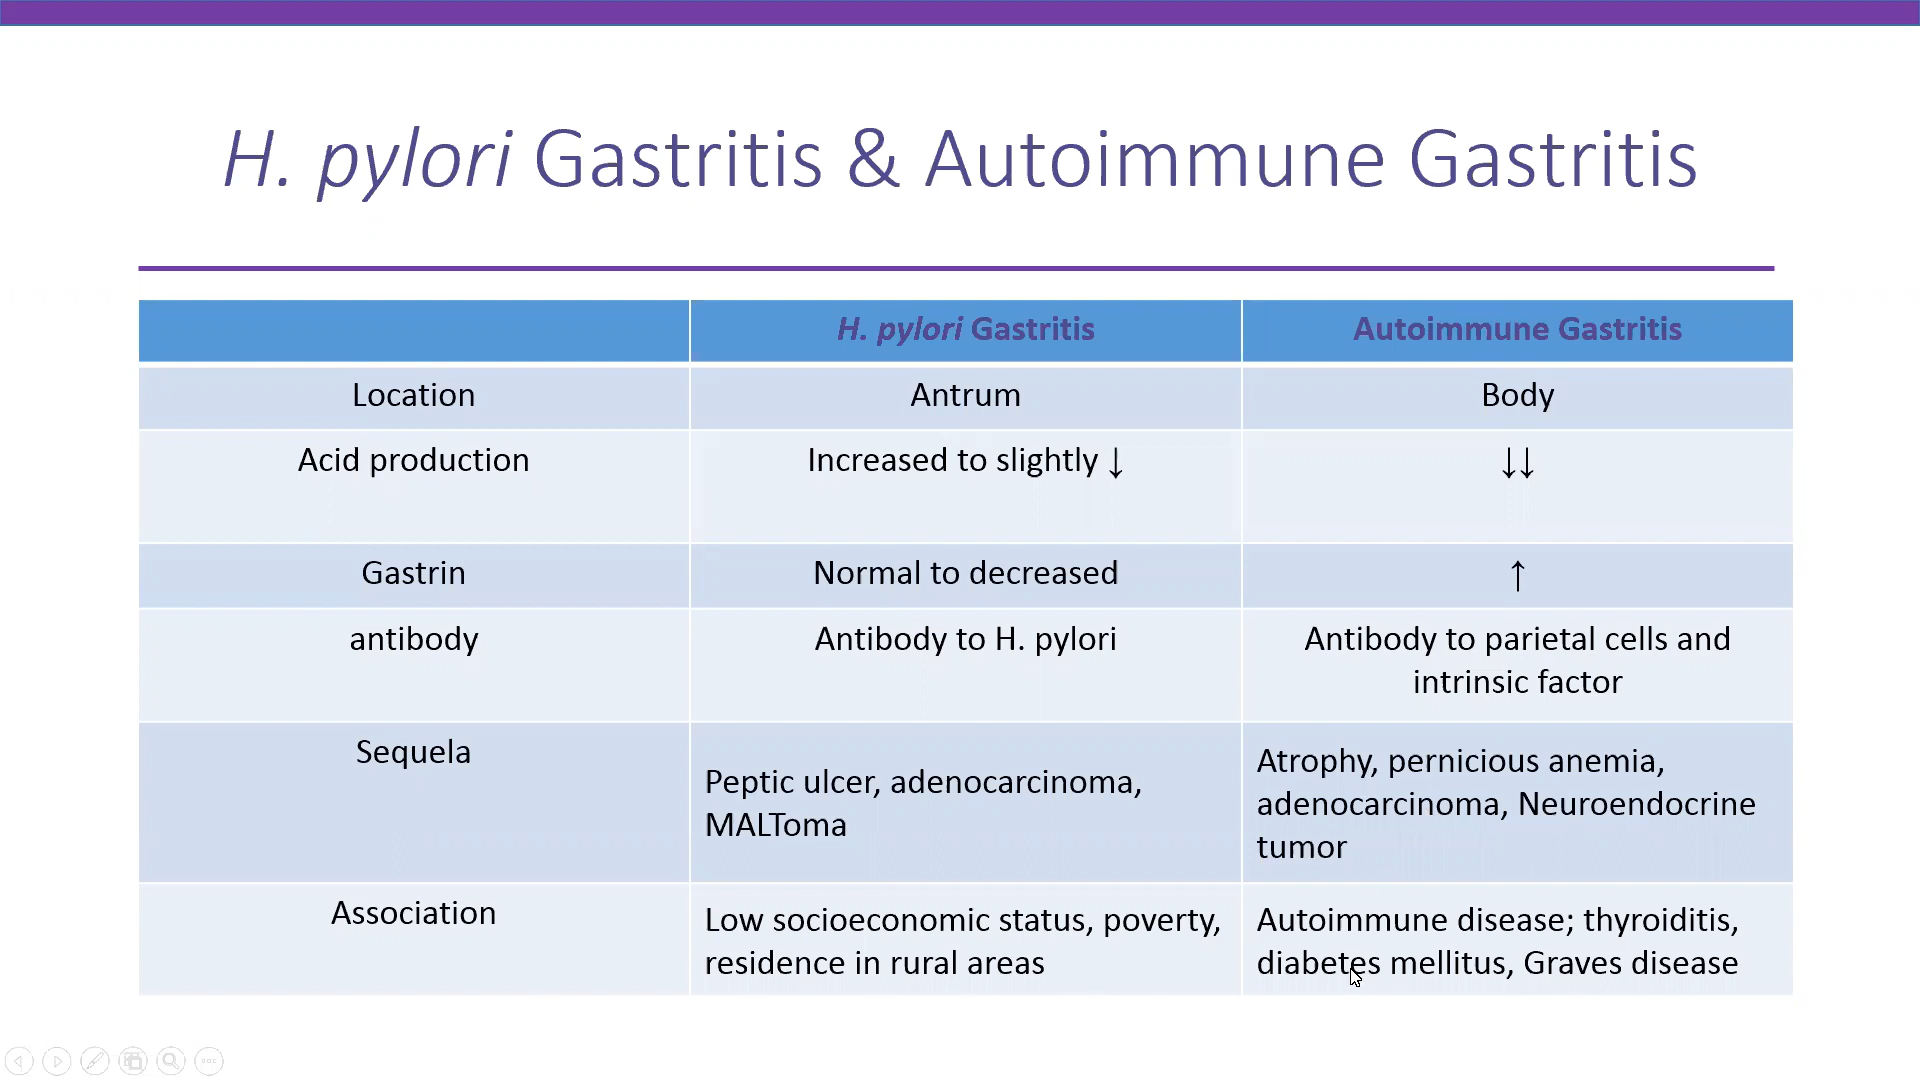 H. pylori Gastritis & Autoimmune Gastritis
H. pylori Gastritis
Autoimmune Gastritis
Location
Antrum
Body
Acid production
Increased to slightly ↓
↓↓
Gastrin
Normal to decreased
↑
antibody
Antibody to H. pylori
Antibody to parietal cells and
intrinsic factor
Sequela
Peptic ulcer, adenocarcinoma,
MALToma
Atrophy, pernicious anemia,
adenocarcinoma, Neuroendocrine
tumor
Association
Low socioeconomic status, poverty,
residence in rural areas
Autoimmune disease; thyroiditis,
diabetes mellitus, Graves disease